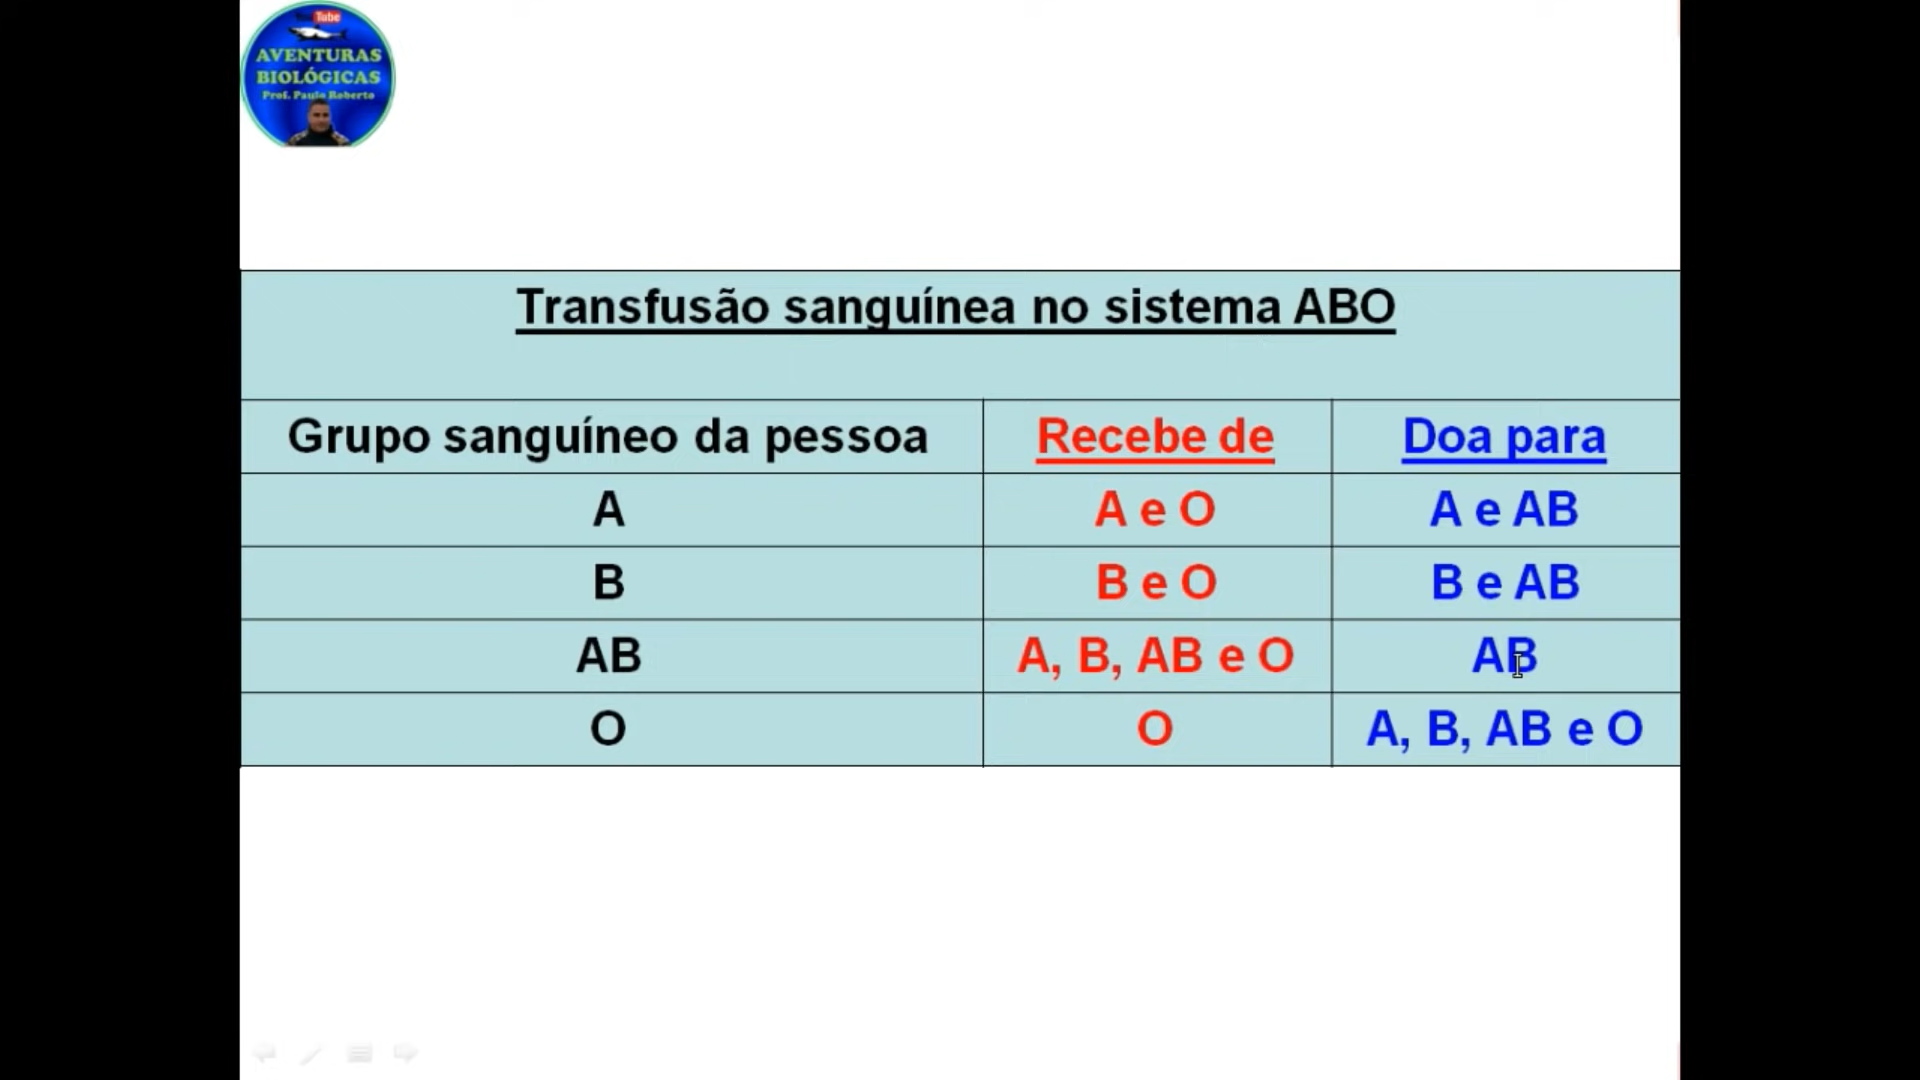 YouTube
AVENTURAS
BIOLÓGICAS
Prof. Paulo Roberto
Transfusão sanguínea no sistema ABO
Grupo sanguíneo da pessoa Recebe de Doa para
A A e O A e AB
B B e O B e AB
AB A, B, AB e O AB
O O A, B, AB e O